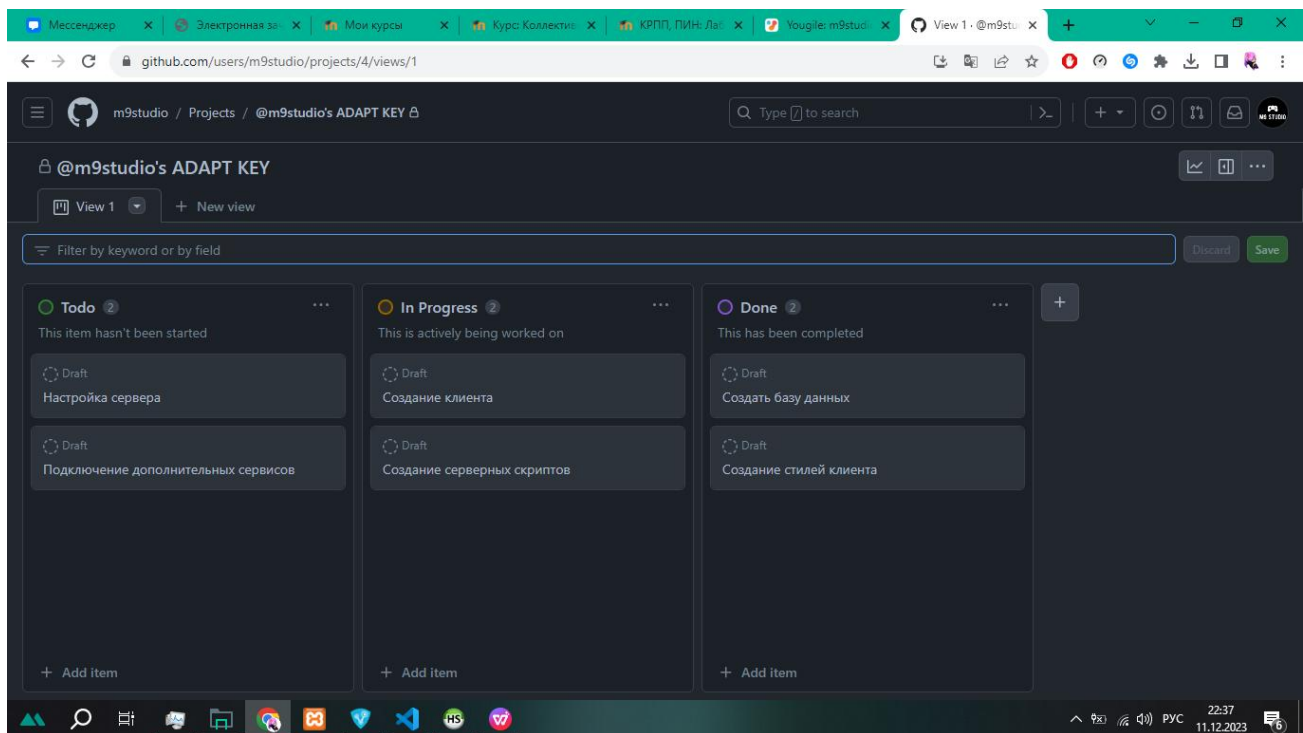 Мессенджер
Электронная за
Мои курсы
Курс: Коллектив
КРПП, ПИН: Лаб
Yougile: m9studi
View 1 · @m9stu
github.com/users/m9studio/projects/4/views/1
m9studio / Projects / @m9studio's ADAPT KEY
Type / to search
M9 STUDIO
@m9studio's ADAPT KEY
View 1
+ New view
Filter by keyword or by field
Discard
Save
Todo 2
This item hasn't been started
Draft
Настройка сервера
Draft
Подключение дополнительных сервисов
+ Add item
In Progress 2
This is actively being worked on
Draft
Создание клиента
Draft
Создание серверных скриптов
+ Add item
Done 2
This has been completed
Draft
Создать базу данных
Draft
Создание стилей клиента
+ Add item
HS
РУС
22:37
11.12.2023
6